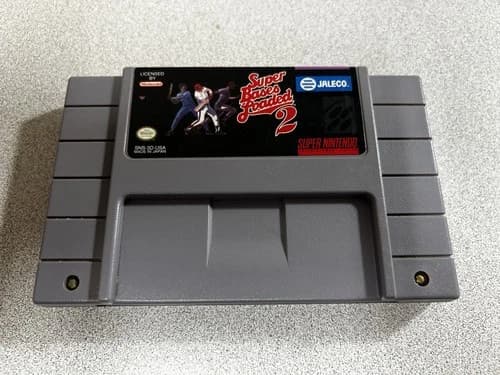 LICENSED
BY
Nintendo
Super
Bases
Loaded
2
JALECO
SNS-3D-USA
MADE IN JAPAN
SUPER NINTENDO